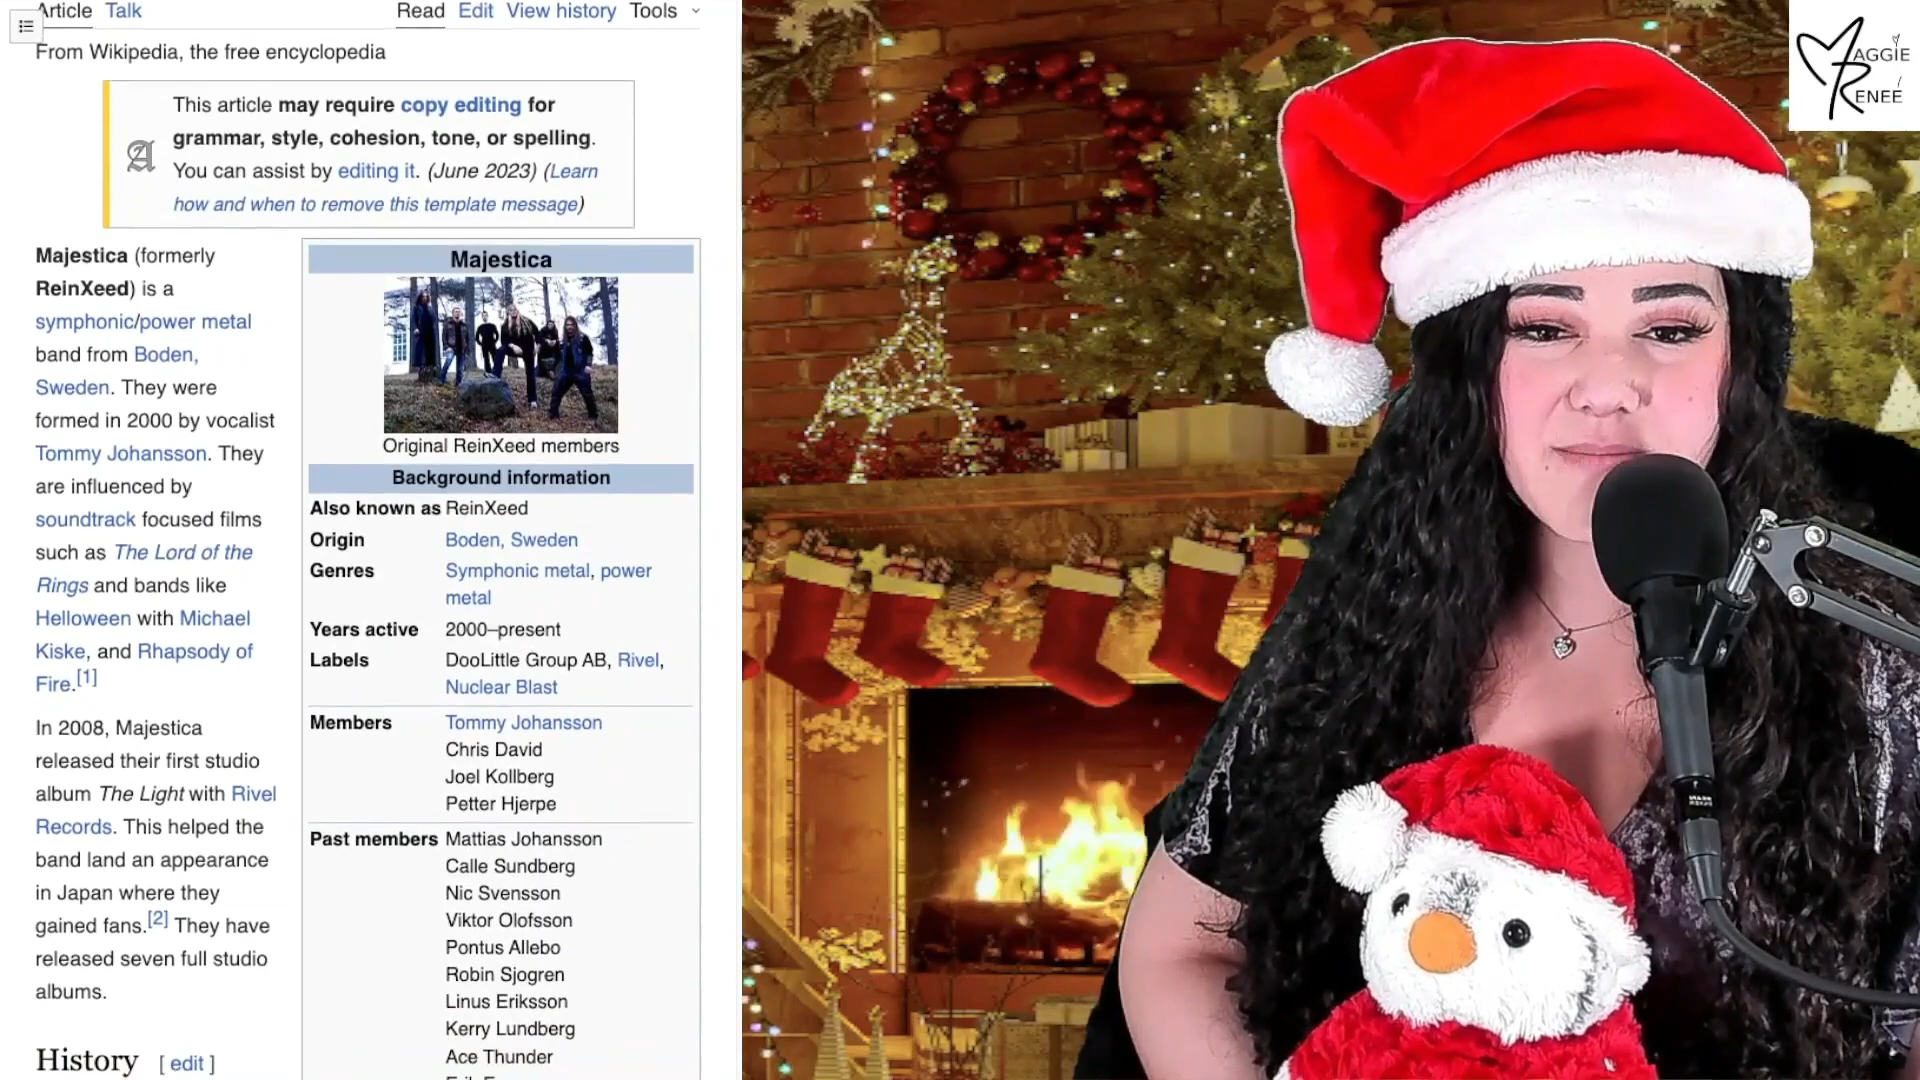 Article Talk Read Edit View history Tools
From Wikipedia, the free encyclopedia
This article may require copy editing for
grammar, style, cohesion, tone, or spelling.
You can assist by editing it. (June 2023) (Learn
how and when to remove this template message)
Majestica (formerly
ReinXeed) is a
symphonic/power metal
band from Boden,
Sweden. They were
formed in 2000 by vocalist
Tommy Johansson. They
are influenced by
soundtrack focused films
such as The Lord of the
Rings and bands like
Helloween with Michael
Kiske, and Rhapsody of
Fire.[1]
In 2008, Majestica
released their first studio
album The Light with Rivel
Records. This helped the
band land an appearance
in Japan where they
gained fans.[2] They have
released seven full studio
albums.
History [ edit ]
Majestica
Original ReinXeed members
Background information
Also known as ReinXeed
Origin Boden, Sweden
Genres Symphonic metal, power
metal
Years active 2000–present
Labels DooLittle Group AB, Rivel,
Nuclear Blast
Members Tommy Johansson
Chris David
Joel Kollberg
Petter Hjerpe
Past members Mattias Johansson
Calle Sundberg
Nic Svensson
Viktor Olofsson
Pontus Allebo
Robin Sjogren
Linus Eriksson
Kerry Lundberg
Ace Thunder
MAGGIE
RENEÉ